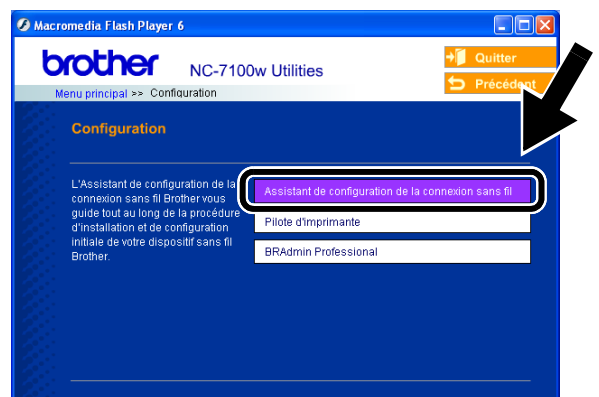 Macromedia Flash Player 6
brother NC-7100w Utilities
Quitter
Précédent
Menu principal >> Configuration
Configuration
L'Assistant de configuration de la
connexion sans fil Brother vous
guide tout au long de la procédure
d'installation et de configuration
initiale de votre dispositif sans fil
Brother.
Assistant de configuration de la connexion sans fil
Pilote d'imprimante
BRAdmin Professional